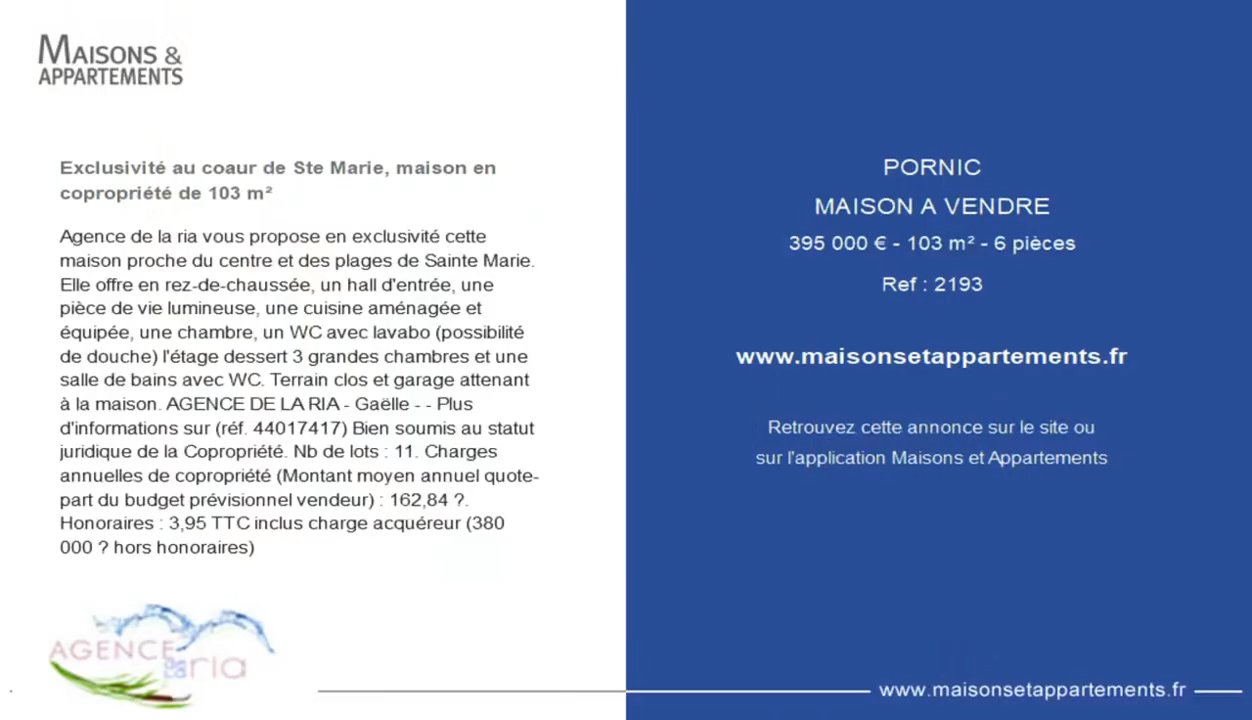 MAISONS &
APPARTEMENTS
Exclusivité au coaur de Ste Marie, maison en
copropriété de 103 m²
Agence de la ria vous propose en exclusivité cette
maison proche du centre et des plages de Sainte Marie.
Elle offre en rez-de-chaussée, un hall d'entrée, une
pièce de vie lumineuse, une cuisine aménagée et
équipée, une chambre, un WC avec lavabo (possibilité
de douche) l'étage dessert 3 grandes chambres et une
salle de bains avec WC. Terrain clos et garage attenant
à la maison. AGENCE DE LA RIA - Gaëlle - - Plus
d'informations sur (réf. 44017417) Bien soumis au statut
juridique de la Copropriété. Nb de lots : 11. Charges
annuelles de copropriété (Montant moyen annuel quote-
part du budget prévisionnel vendeur) : 162,84 ?.
Honoraires : 3,95 TTC inclus charge acquéreur (380
000 ? hors honoraires)
AGENCE
de la ria
PORNIC
MAISON A VENDRE
395 000 € - 103 m² - 6 pièces
Ref : 2193
www.maisonsetappartements.fr
Retrouvez cette annonce sur le site ou
sur l'application Maisons et Appartements
www.maisonsetappartements.fr